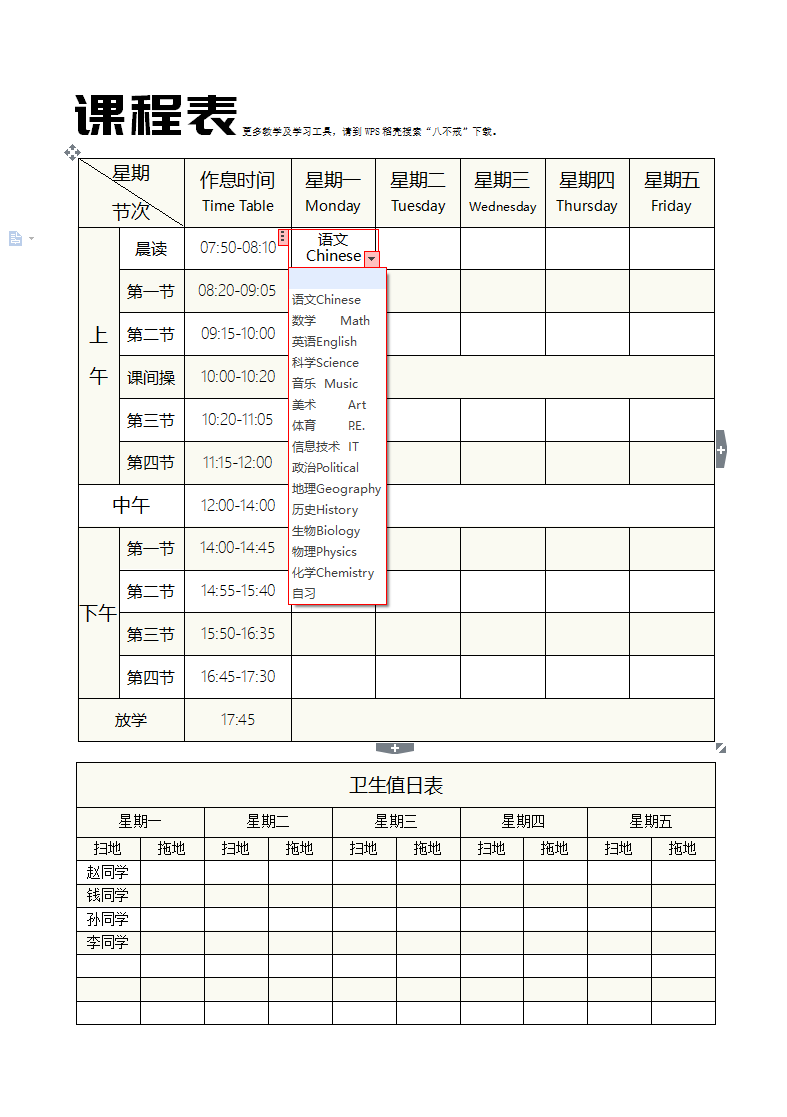 课程表 更多教学及学习工具，请到 WPS 稻壳搜索“八不戒”下载。
星期 作息时间 星期一 星期二 星期三 星期四 星期五
节次 Time Table Monday Tuesday Wednesday Thursday Friday
上午
晨读 07:50-08:10 语文
Chinese
第一节 08:20-09:05
语文Chinese
数学 Math
第二节 09:15-10:00
英语English
科学Science
课间操 10:00-10:20
音乐 Music
美术 Art
第三节 10:20-11:05
体育 P.E.
信息技术 IT
第四节 11:15-12:00
政治Political
地理Geography
中午 12:00-14:00
历史History
生物Biology
下午
第一节 14:00-14:45
物理Physics
化学Chemistry
第二节 14:55-15:40
自习
第三节 15:50-16:35
第四节 16:45-17:30
放学 17:45
卫生值日表
星期一 星期二 星期三 星期四 星期五
扫地 拖地 扫地 拖地 扫地 拖地 扫地 拖地 扫地 拖地
赵同学
钱同学
孙同学
李同学